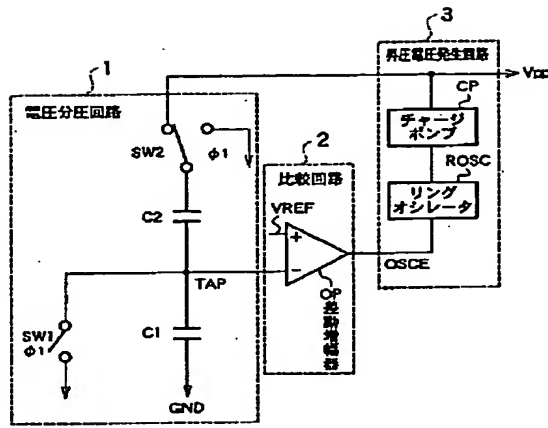 3
昇圧電圧発生回路
1
VPP
電圧分圧回路
CP
チャージ
ポンプ
SW2
φ1
2
比較回路
ROSC
リング
オシレータ
C2
VREF
+
-
TAP
OSCE
OP
差動増幅器
SW1
φ1
C1
GND